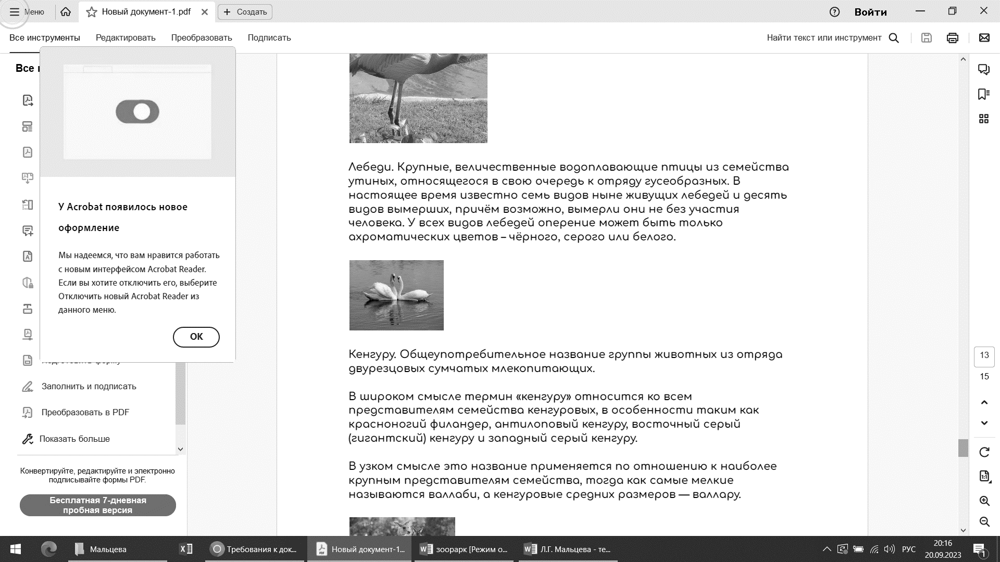 Меню
Новый документ-1.pdf
Создать
Войти
Все инструменты
Редактировать
Преобразовать
Подписать
Найти текст или инструмент
Все
У Acrobat появилось новое
оформление
Мы надеемся, что вам нравится работать
с новым интерфейсом Acrobat Reader.
Если вы хотите отключить его, выберите
Отключить новый Acrobat Reader из
данного меню.
OK
Заполнить и подписать
Преобразовать в PDF
Показать больше
Конвертируйте, редактируйте и электронно
подписывайте формы PDF.
Бесплатная 7-дневная
пробная версия
Лебеди. Крупные, величественные водоплавающие птицы из семейства
утиных, относящегося в свою очередь к отряду гусеобразных. В
настоящее время известно семь видов ныне живущих лебедей и десять
видов вымерших, причём возможно, вымерли они не без участия
человека. У всех видов лебедей оперение может быть только
ахроматических цветов – чёрного, серого или белого.
Кенгуру. Общеупотребительное название группы животных из отряда
двурезцовых сумчатых млекопитающих.
В широком смысле термин «кенгуру» относится ко всем
представителям семейства кенгуровых, в особенности таким как
красноногий филандер, антилоповый кенгуру, восточный серый
(гигантский) кенгуру и западный серый кенгуру.
В узком смысле это название применяется по отношению к наиболее
крупным представителям семейства, тогда как самые мелкие
называются валлаби, а кенгуровые средних размеров — валлару.
13
15
1:1
Мальцева
Требования к док...
Новый документ-1...
зоорарк [Режим о...
Л.Г. Мальцева - те...
РУС
20:16
20.09.2023
1